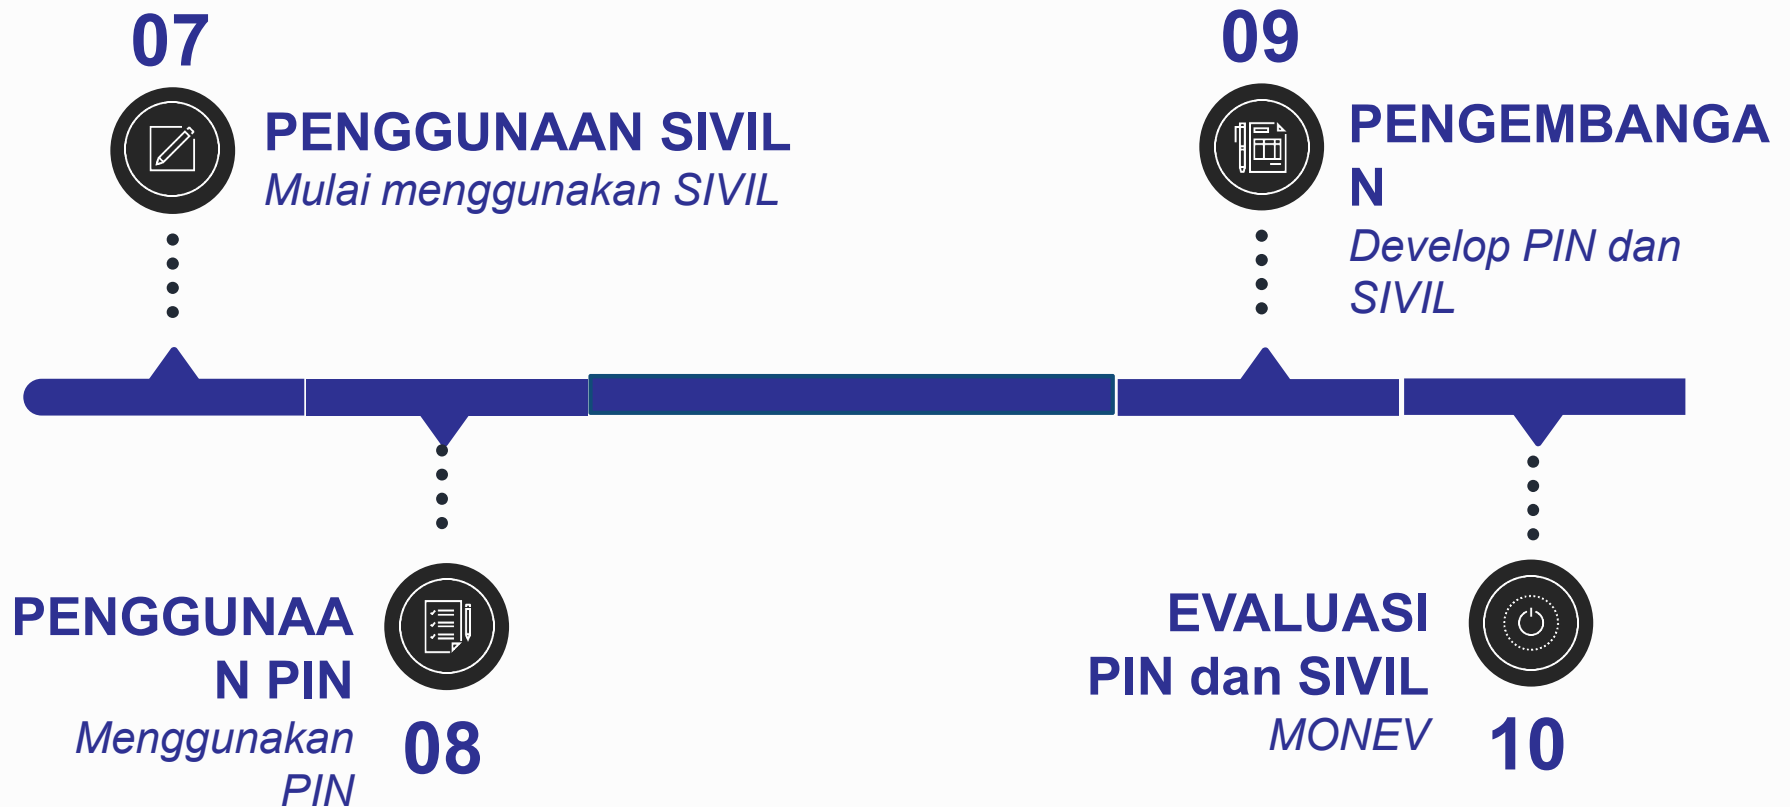 07
PENGGUNAAN SIVIL
Mulai menggunakan SIVIL
PENGGUNAA
N PIN
Menggunakan
PIN
08
09
PENGEMBANGA
N
Develop PIN dan
SIVIL
EVALUASI
PIN dan SIVIL
MONEV
10